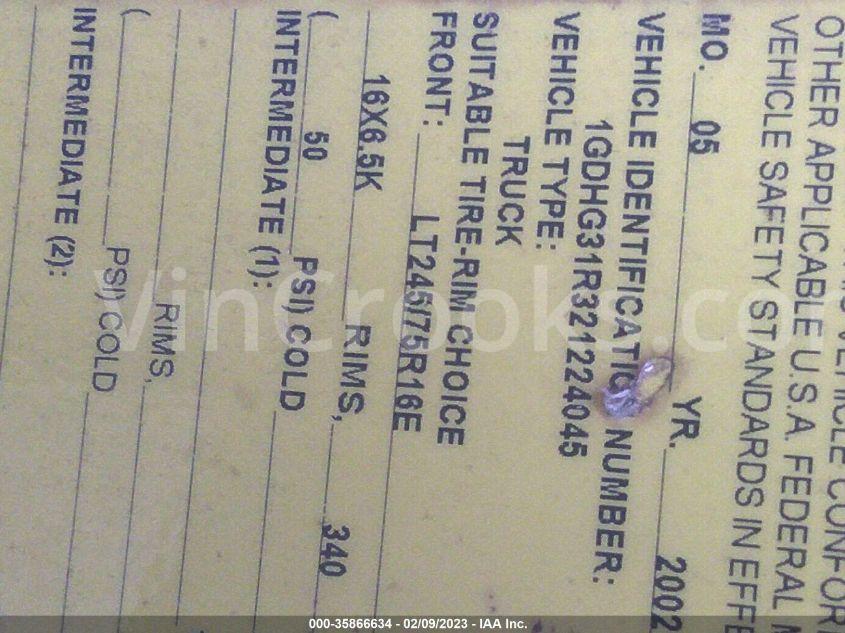 OTHER APPLICABLE U.S.A. FEDERAL
VEHICLE SAFETY STANDARDS IN
MO. 05 YR. 2002
VEHICLE IDENTIFICATION NUMBER:
1GDHG31R321224045
VEHICLE TYPE:
TRUCK
SUITABLE TIRE-RIM CHOICE
FRONT: LT245/75R16E
16X6.5K RIMS, 340
( 50 PSI) COLD
INTERMEDIATE (1):
RIMS,
( PSI) COLD
INTERMEDIATE (2):
VinCrooks.co
000-35866634 - 02/09/2023 - IAA Inc.